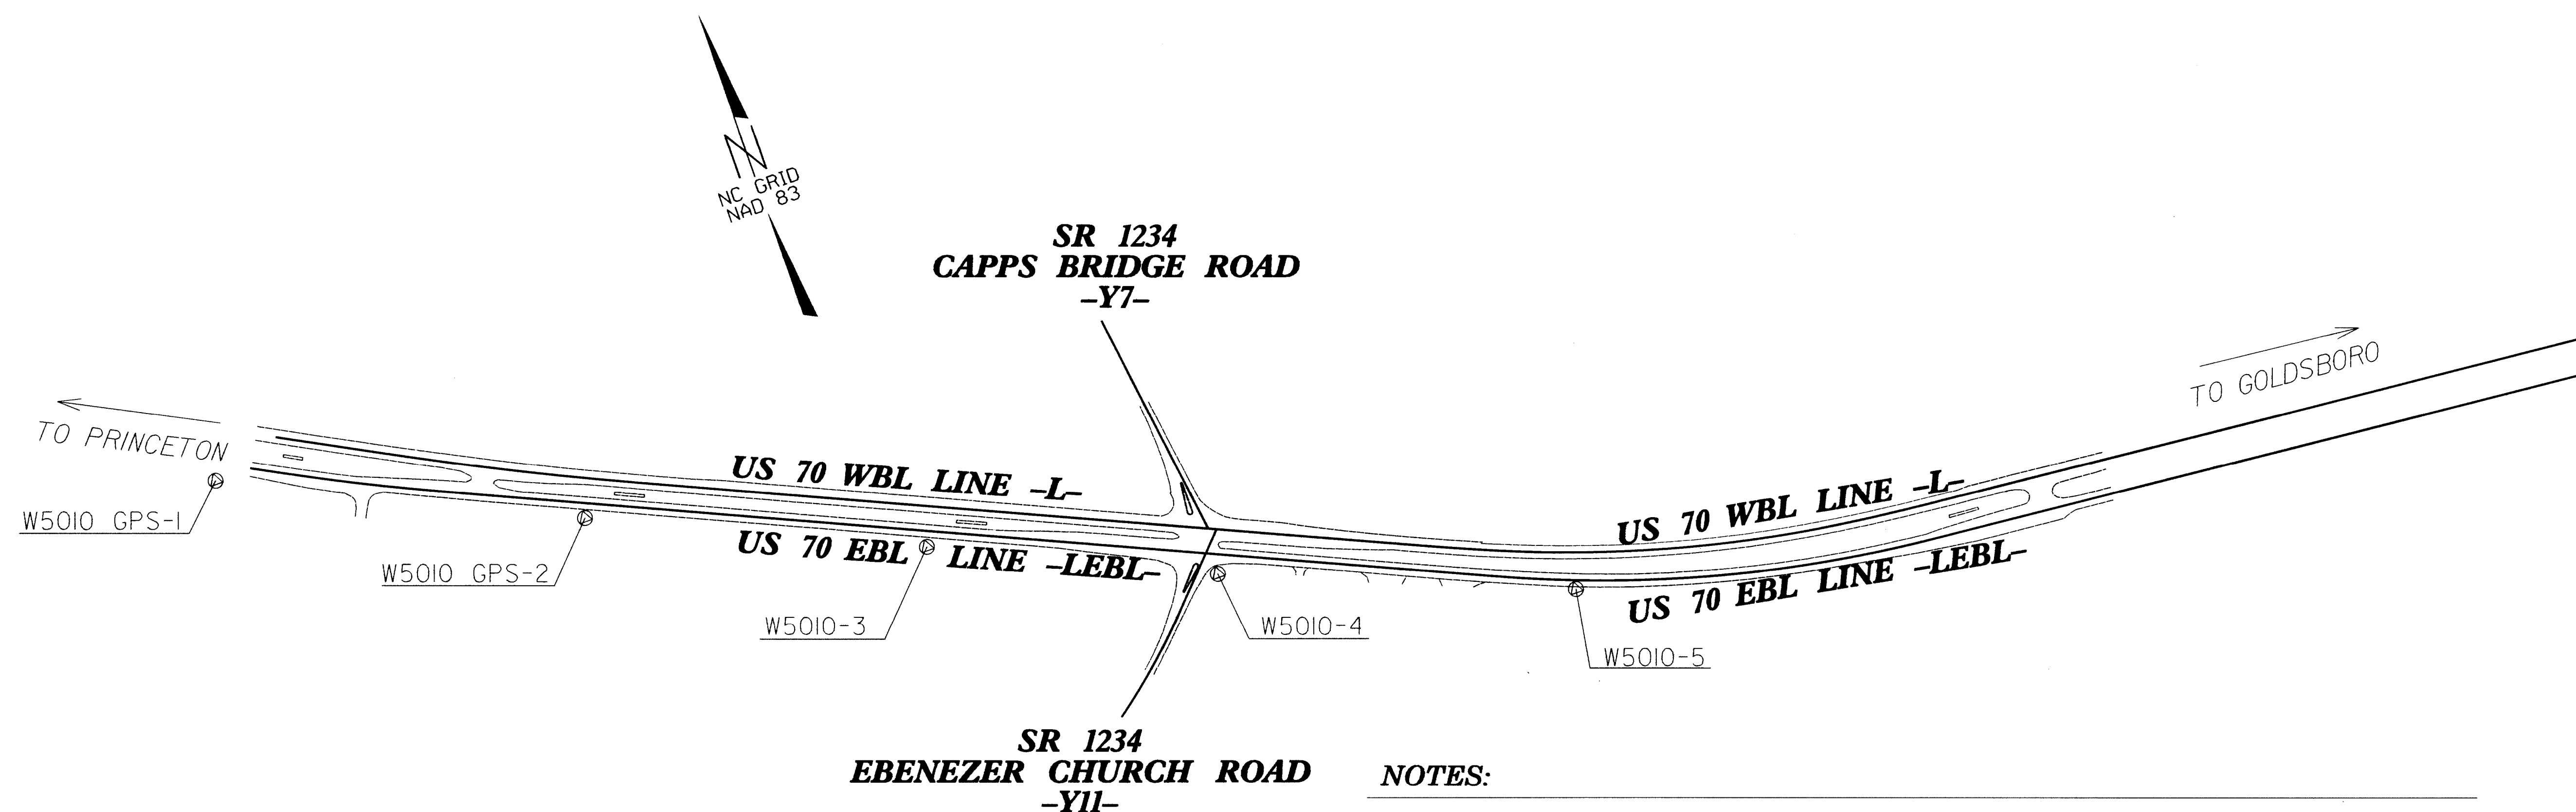 N
NC GRID
NAD 83
SR 1234
CAPPS BRIDGE ROAD
-Y7-
TO GOLDSBORO
TO PRINCETON
US 70 WBL LINE -L-
US 70 WBL LINE -L-
W5010 GPS-1
US 70 EBL LINE -LEBL-
US 70 EBL LINE -LEBL-
W5010 GPS-2
W5010-3
W5010-4
W5010-5
SR 1234
EBENEZER CHURCH ROAD
-Y11-
NOTES: